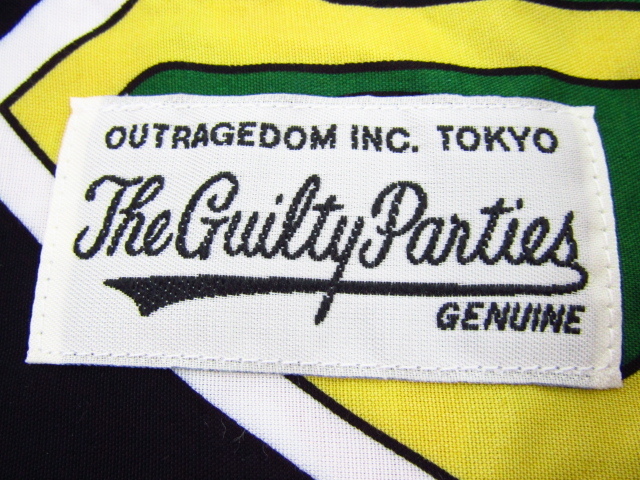 OUTRAGEDOM INC. TOKYO
The Guilty Parties
GENUINE